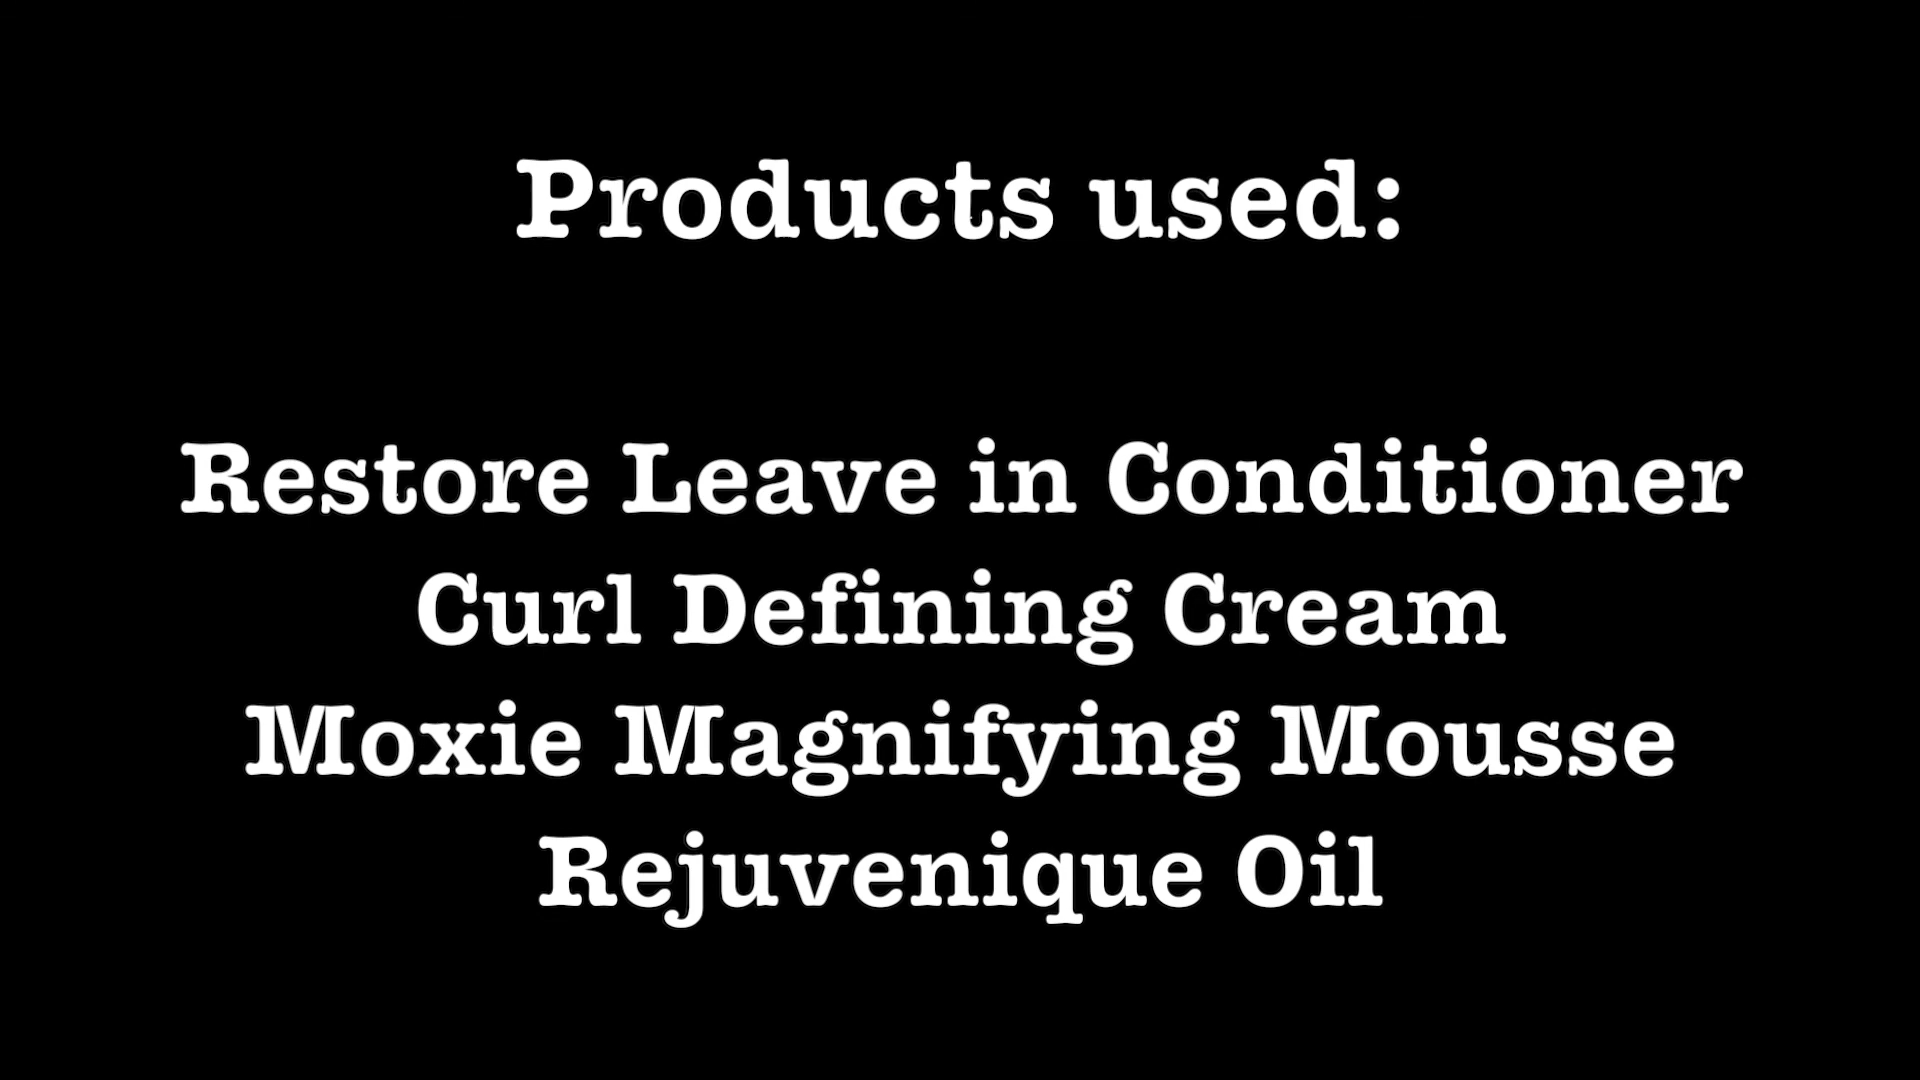 Products used:
Restore Leave in Conditioner
Curl Defining Cream
Moxie Magnifying Mousse
Rejuvenique Oil